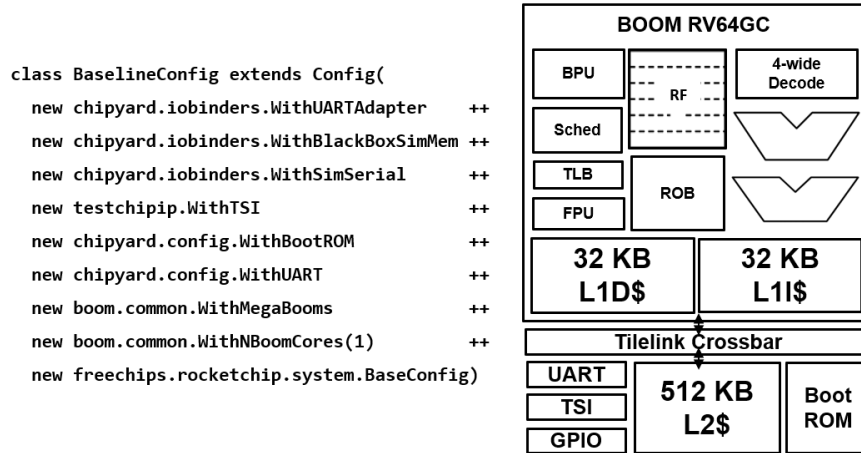 class BaselineConfig extends Config(
new chipyard.iobinders.WithUARTAdapter ++
new chipyard.iobinders.WithBlackBoxSimMem ++
new chipyard.iobinders.WithSimSerial ++
new testchipip.WithTSI ++
new chipyard.config.WithBootROM ++
new chipyard.config.WithUART ++
new boom.common.WithMegaBooms ++
new boom.common.WithNBoomCores(1) ++
new freechips.rocketchip.system.BaseConfig)
BOOM RV64GC
BPU
RF
4-wide
Decode
Sched
TLB
ROB
FPU
32 KB
L1D$
32 KB
L1I$
Tilelink Crossbar
UART
TSI
GPIO
512 KB
L2$
Boot
ROM